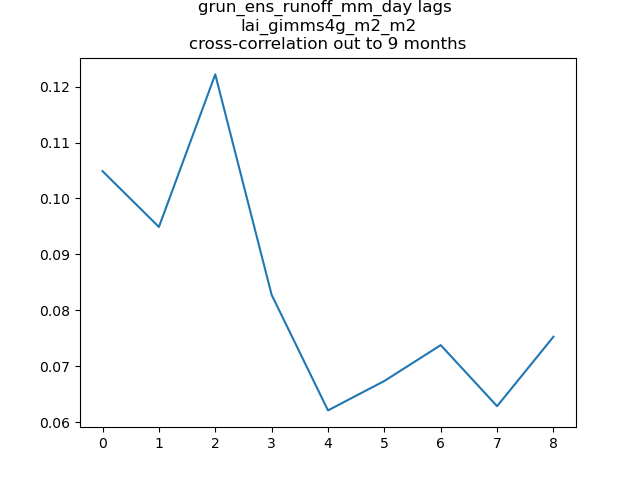 grun_ens_runoff_mm_day lags
lai_gimms4g_m2_m2
cross-correlation out to 9 months
0.12
0.11
0.10
0.09
0.08
0.07
0.06
0 1 2 3 4 5 6 7 8